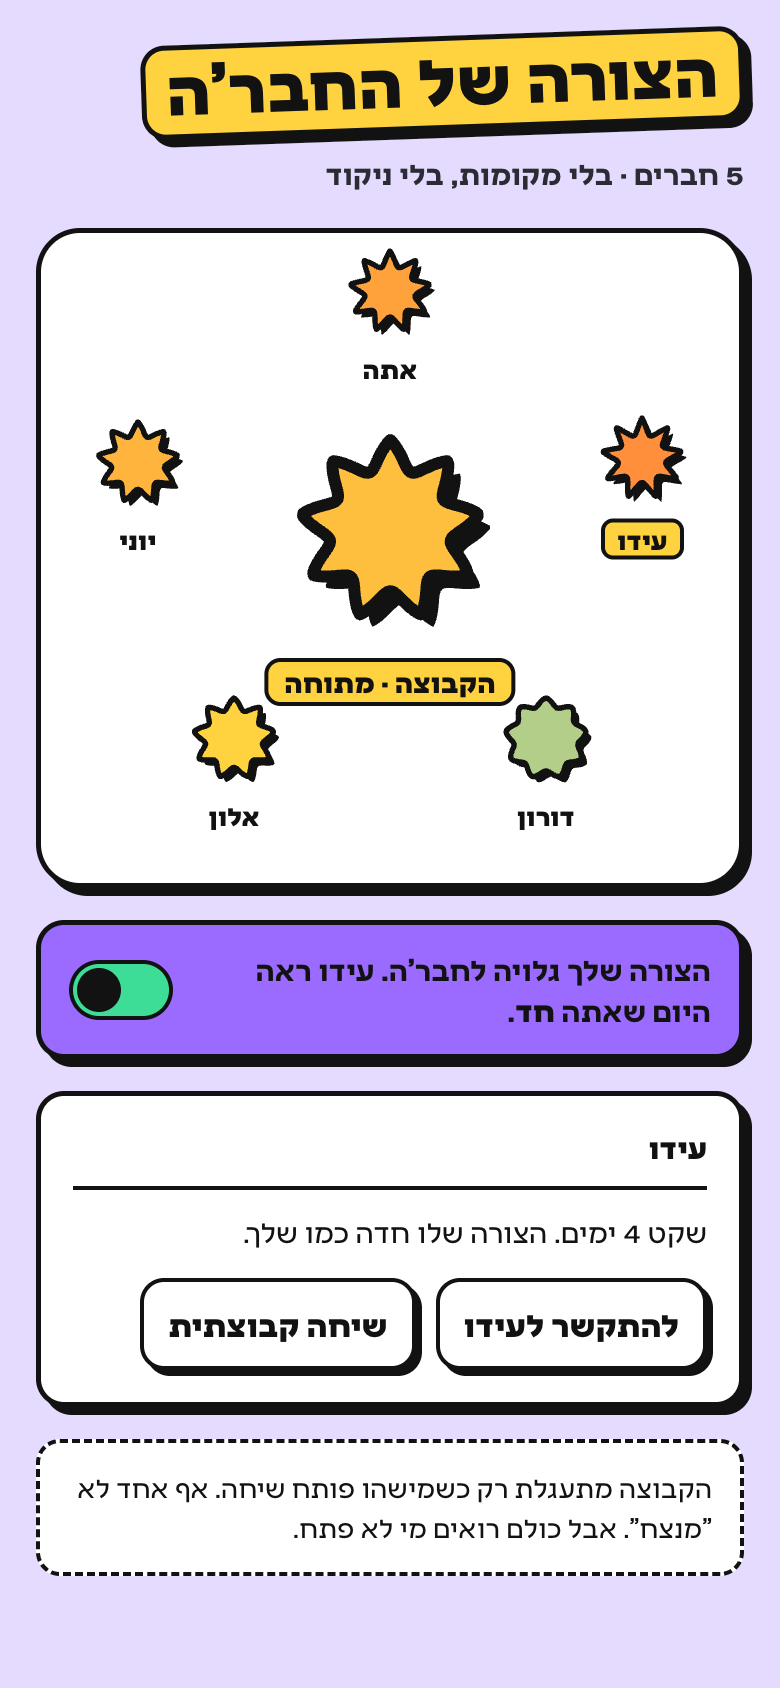 הצורה של החבר’ה
5 חברים · בלי מקומות, בלי ניקוד
אתה
עידו
יוני
הקבוצה · מתוחה
דורון
אלון
הצורה שלך גלויה לחבר’ה. עידו ראה
היום שאתה חד.
עידו
שקט 4 ימים. הצורה שלו חדה כמו שלך.
להתקשר לעידו
שיחה קבוצתית
הקבוצה מתעגלת רק כשמישהו פותח שיחה. אף אחד לא
”מנצח”. אבל כולם רואים מי לא פתח.